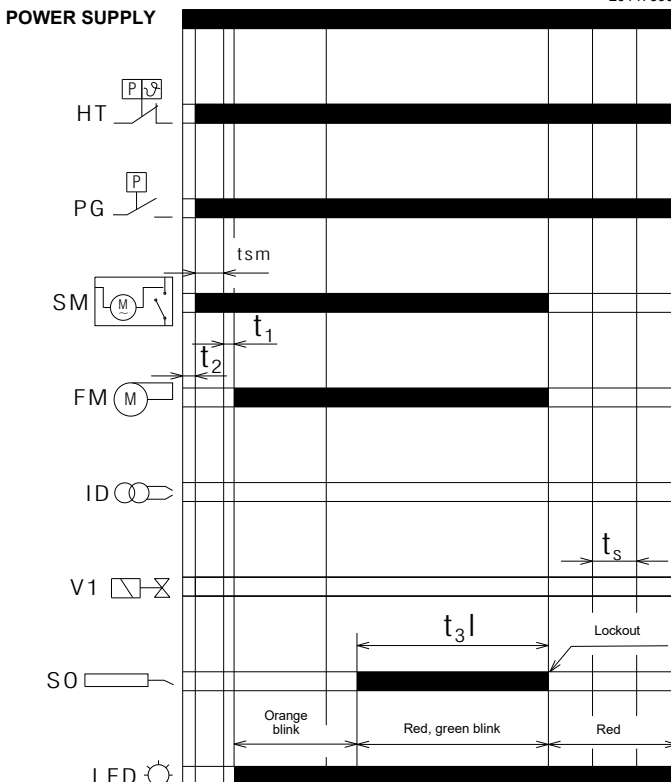 POWER SUPPLY
P
HT
P
PG
tsm
SM
M
t1
t2
FM
M
ID
ts
V1
t3l
Lockout
SO
Orange
blink
Red, green blink
Red
LED